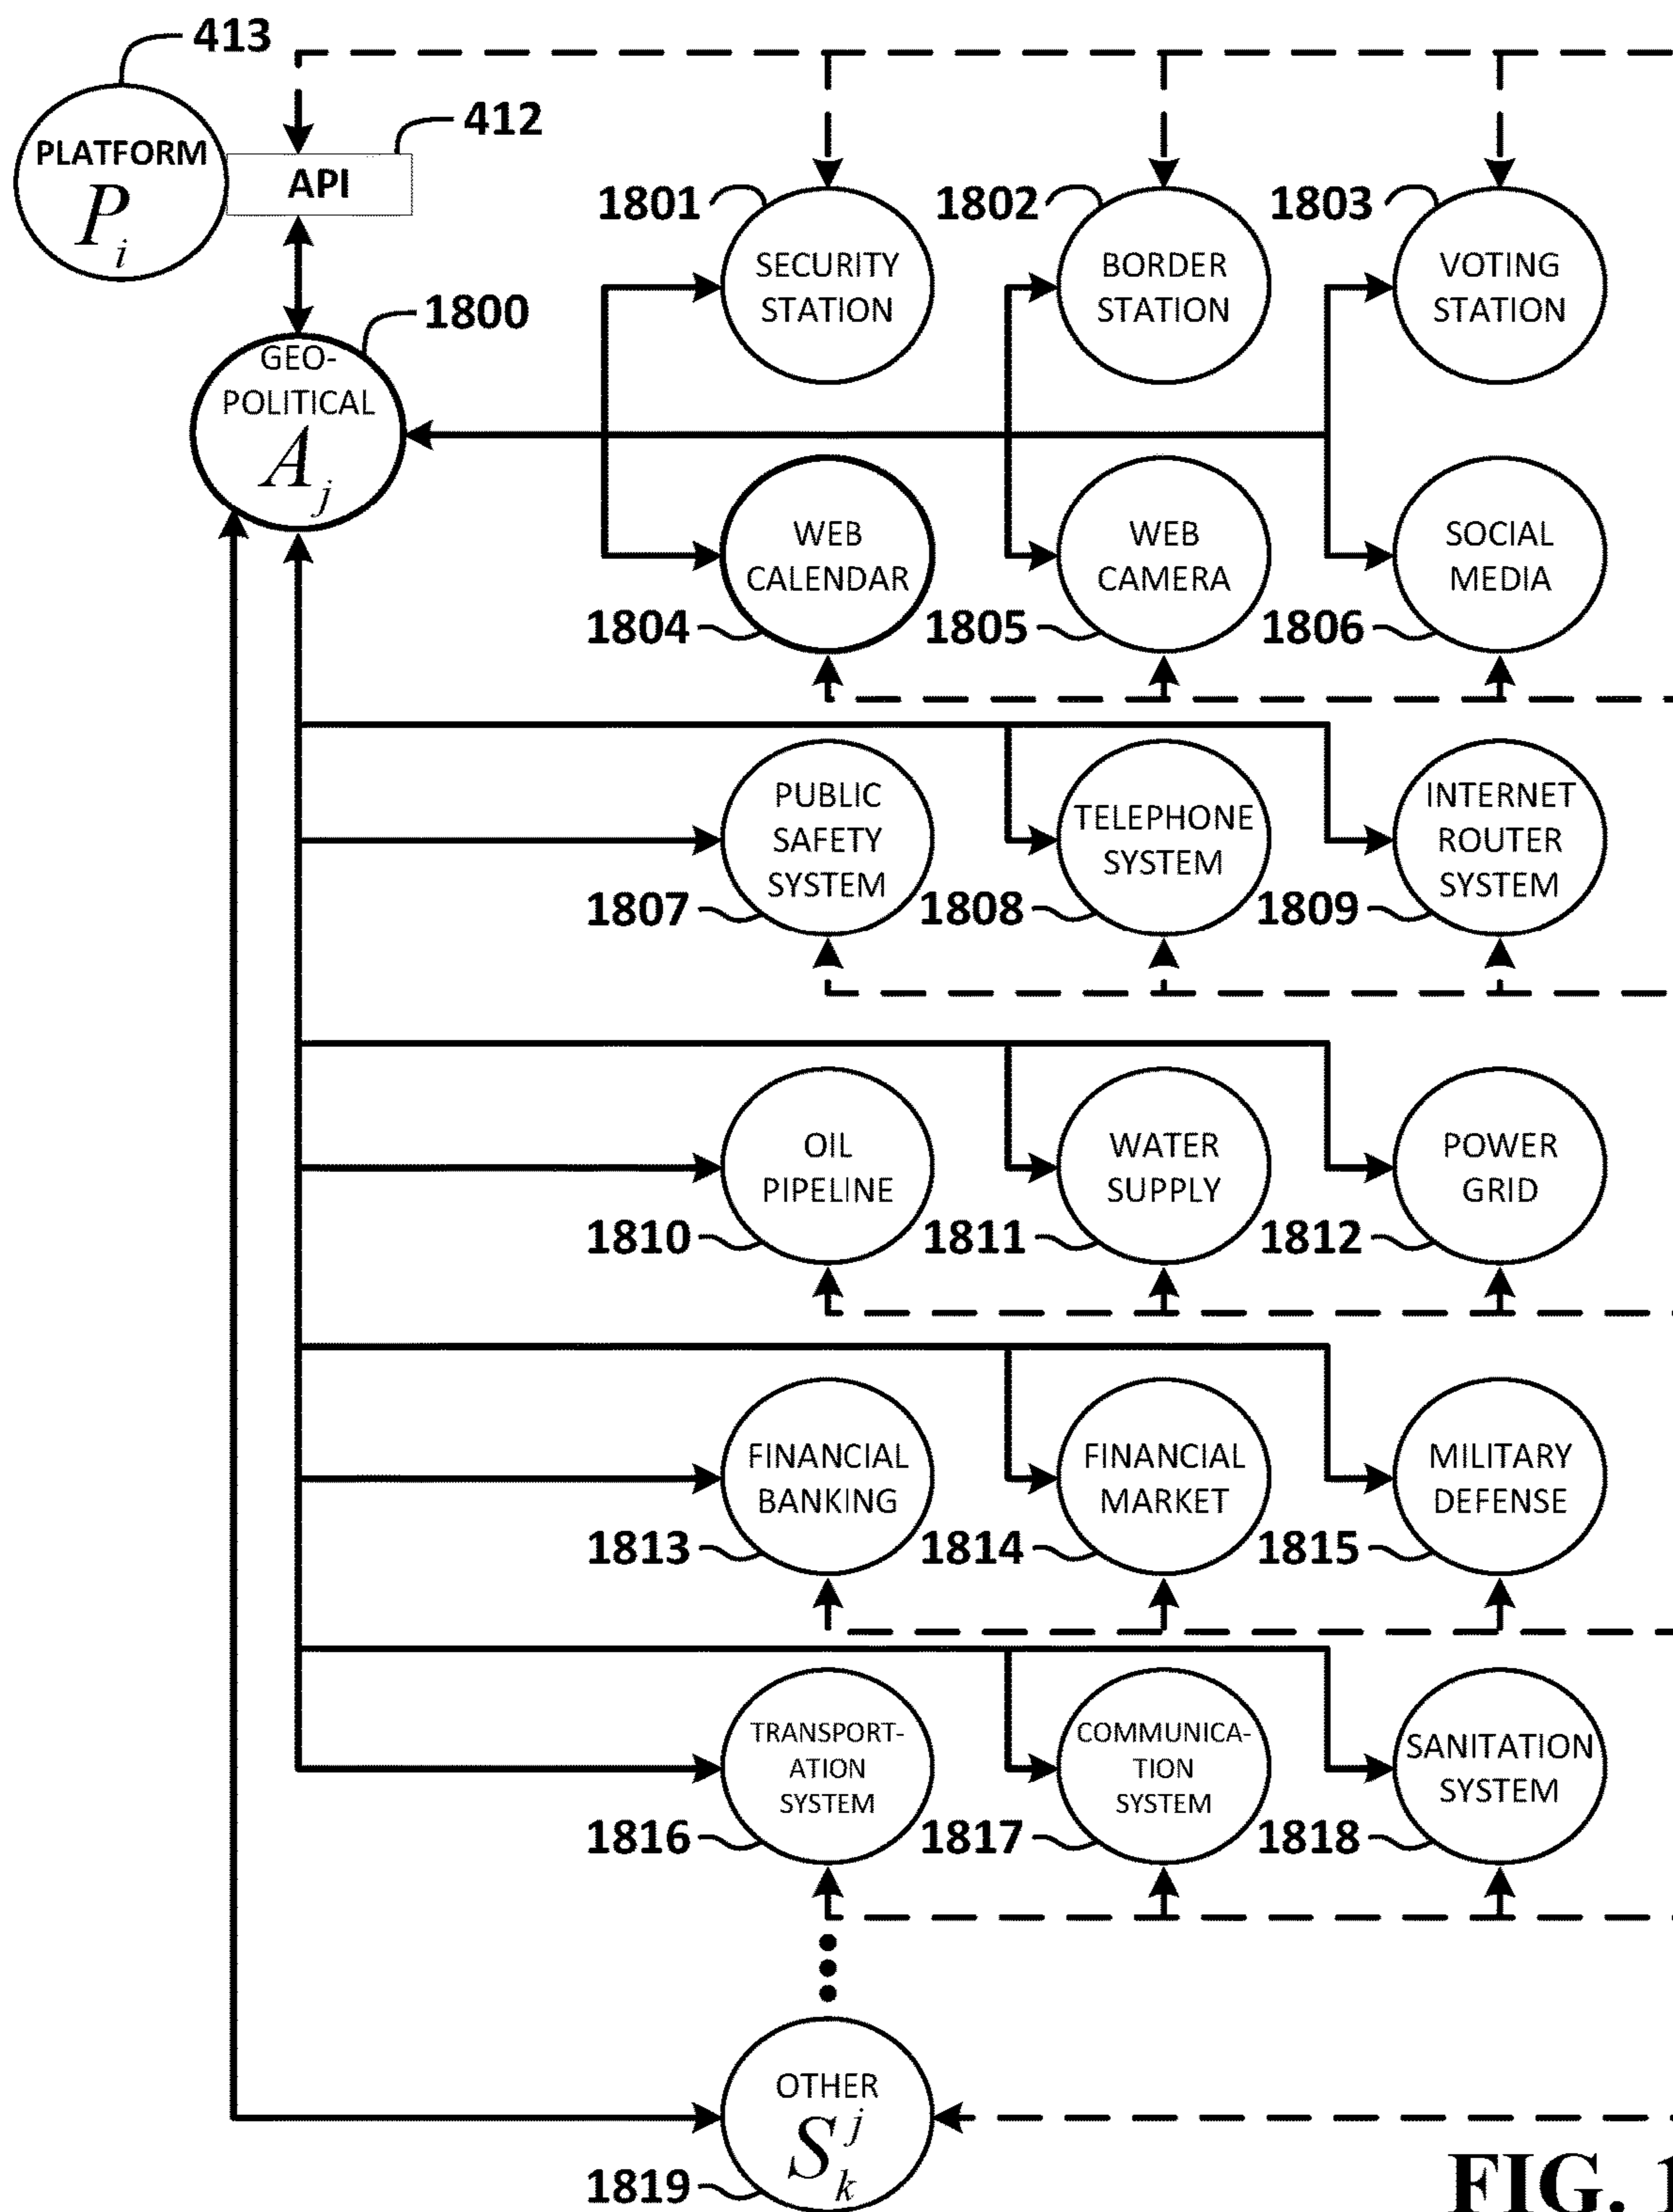 413
PLATFORM
P i
412
API
1801
1802
1803
SECURITY
STATION
BORDER
STATION
VOTING
STATION
1800
GEO-
POLITICAL
A j
WEB
CALENDAR
WEB
CAMERA
SOCIAL
MEDIA
1804
1805
1806
PUBLIC
SAFETY
SYSTEM
TELEPHONE
SYSTEM
INTERNET
ROUTER
SYSTEM
1807
1808
1809
OIL
PIPELINE
WATER
SUPPLY
POWER
GRID
1810
1811
1812
FINANCIAL
BANKING
FINANCIAL
MARKET
MILITARY
DEFENSE
1813
1814
1815
TRANSPORT-
ATION
SYSTEM
COMMUNICA-
TION
SYSTEM
SANITATION
SYSTEM
1816
1817
1818
OTHER
S j k
1819
FIG. 1